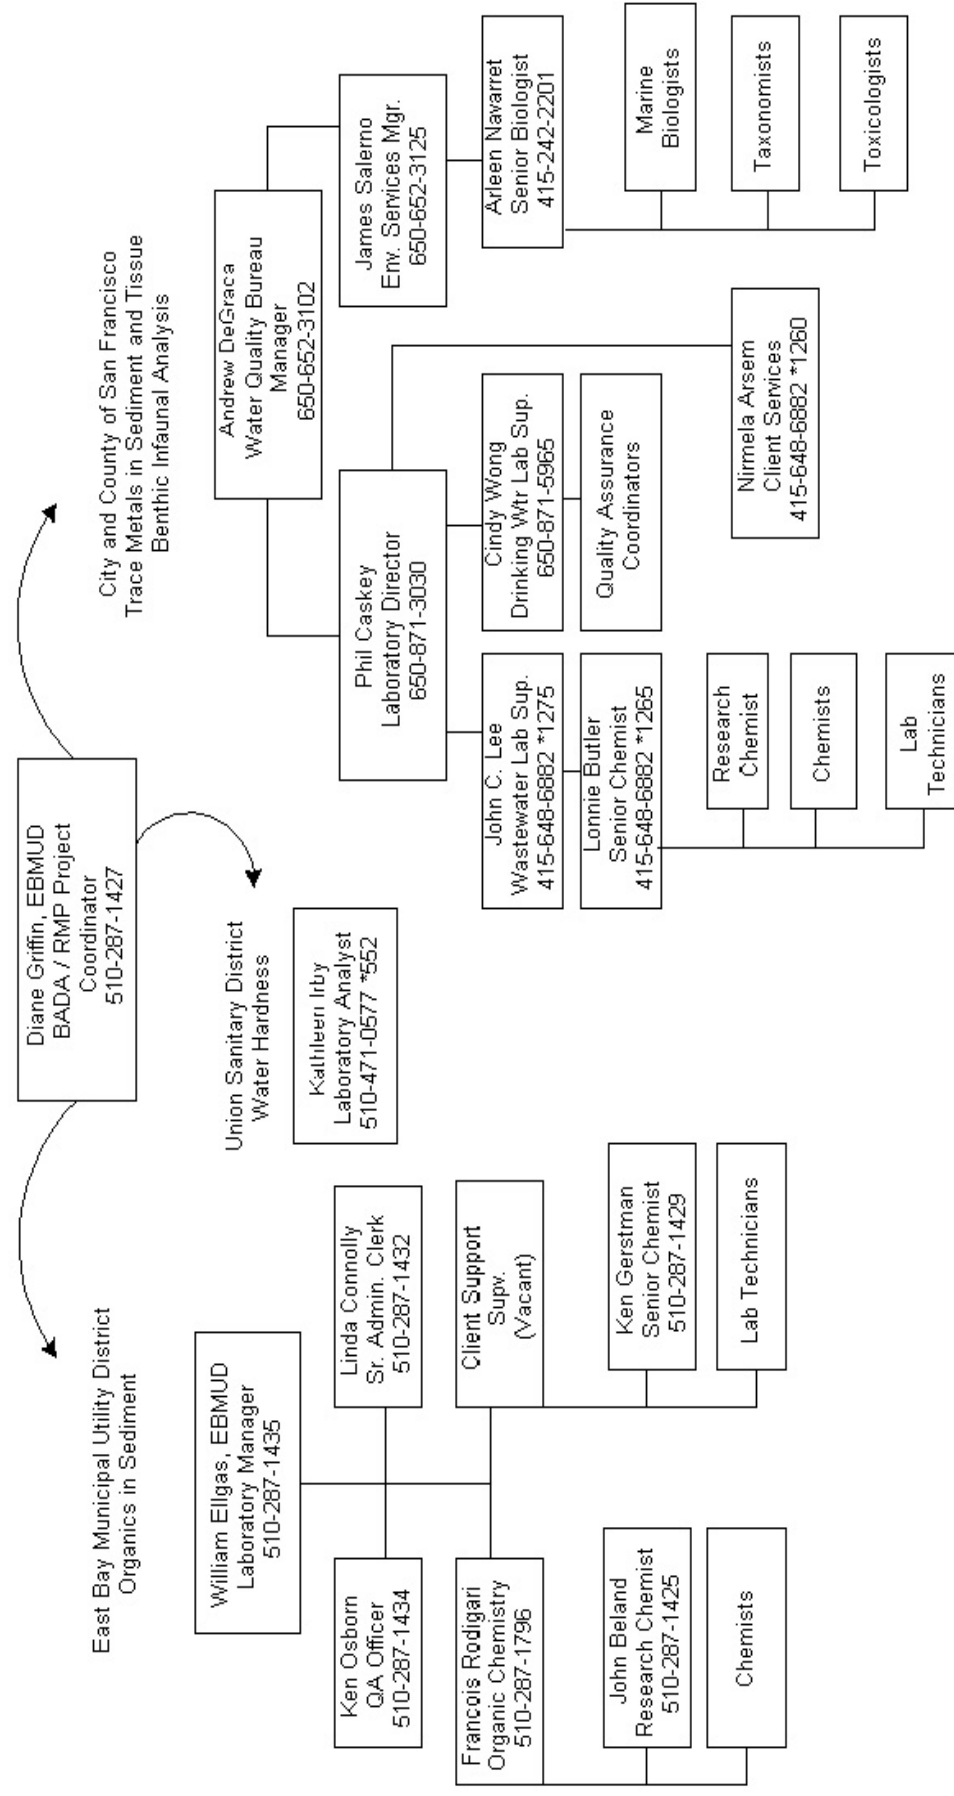 Diane Griffin, EBMUD
BADA / RMP Project
Coordinator
510-287-1427
East Bay Municipal Utility District
Organics in Sediment
William Ellgas, EBMUD
Laboratory Manager
510-287-1435
Ken Osborn
QA Officer
510-287-1434
Linda Connolly
Sr. Admin. Clerk
510-287-1432
François Rodigari
Organic Chemistry
510-287-1796
Client Support
Supv.
(Vacant)
John Beland
Research Chemist
510-287-1425
Chemists
Ken Gerstman
Senior Chemist
510-287-1429
Lab Technicians
Union Sanitary District
Water Hardness
Kathleen Irby
Laboratory Analyst
510-471-0577 *552
City and County of San Francisco
Trace Metals in Sediment and Tissue
Benthic Infaunal Analysis
Andrew DeGraca
Water Quality Bureau
Manager
650-652-3102
Phil Caskey
Laboratory Director
650-871-3030
James Salerno
Env. Services Mgr.
650-652-3125
John C. Lee
Wastewater Lab Sup.
415-648-6882 *1275
Lonnie Butler
Senior Chemist
415-648-6882 *1265
Research
Chemist
Chemists
Lab
Technicians
Cindy Wong
Drinking Wtr Lab Sup.
650-871-5965
Quality Assurance
Coordinators
Nirmela Arsem
Client Services
415-648-6882 *1260
Arleen Navarret
Senior Biologist
415-242-2201
Marine
Biologists
Taxonomists
Toxicologists